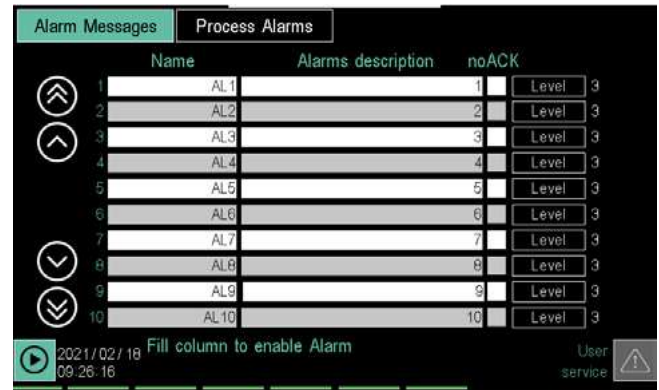 Alarm Messages Process Alarms
Name Alarms description noACK
1 AL1 1 Level 3
2 AL2 2 Level 3
3 AL3 3 Level 3
4 AL4 4 Level 3
5 AL5 5 Level 3
6 AL6 6 Level 3
7 AL7 7 Level 3
8 AL8 8 Level 3
9 AL9 9 Level 3
10 AL10 10 Level 3
2021/02/18 Fill column to enable Alarm User
09:26:16 service